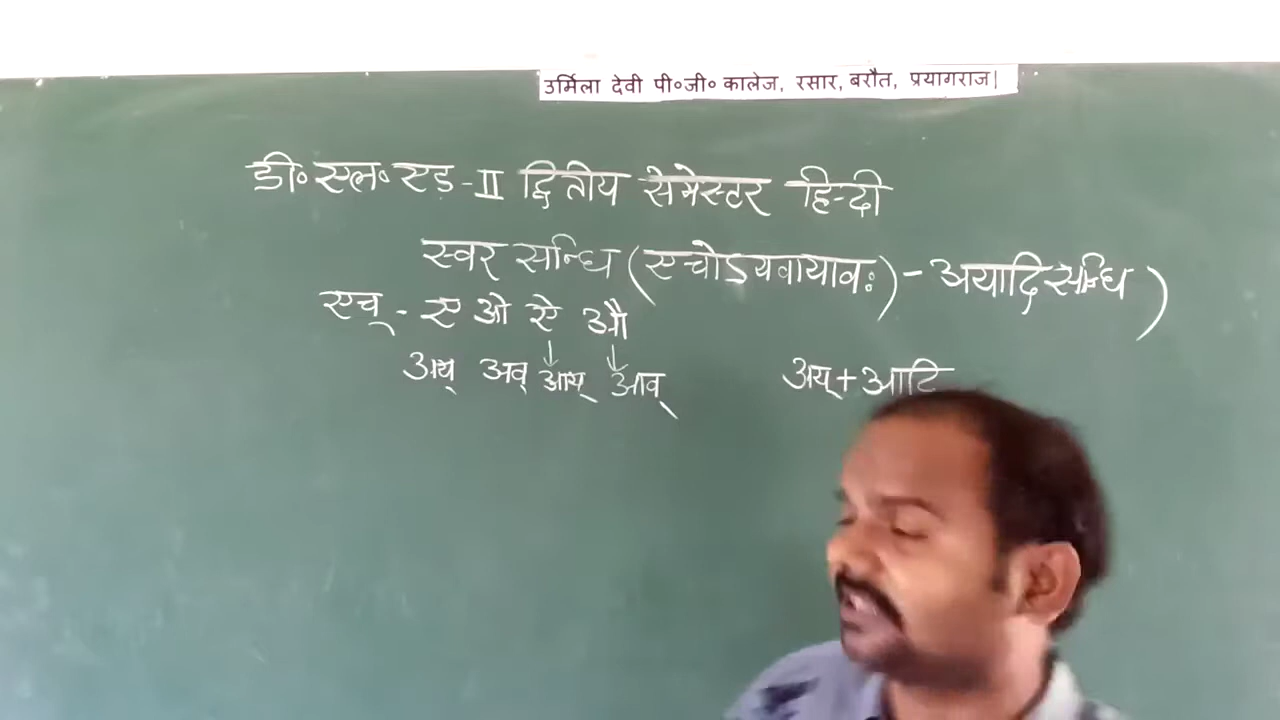 उर्मिला देवी पी०जी० कालेज, रसार, बरौत, प्रयागराज।
डी०एल०एड-II द्वितीय सेमेस्टर हिन्दी
स्वर सन्धि (एचोऽयवायावः) - अयादि सन्धि)
एच् - ए ओ ऐ औ
अय् अव् आय् आव् अय् + आदि